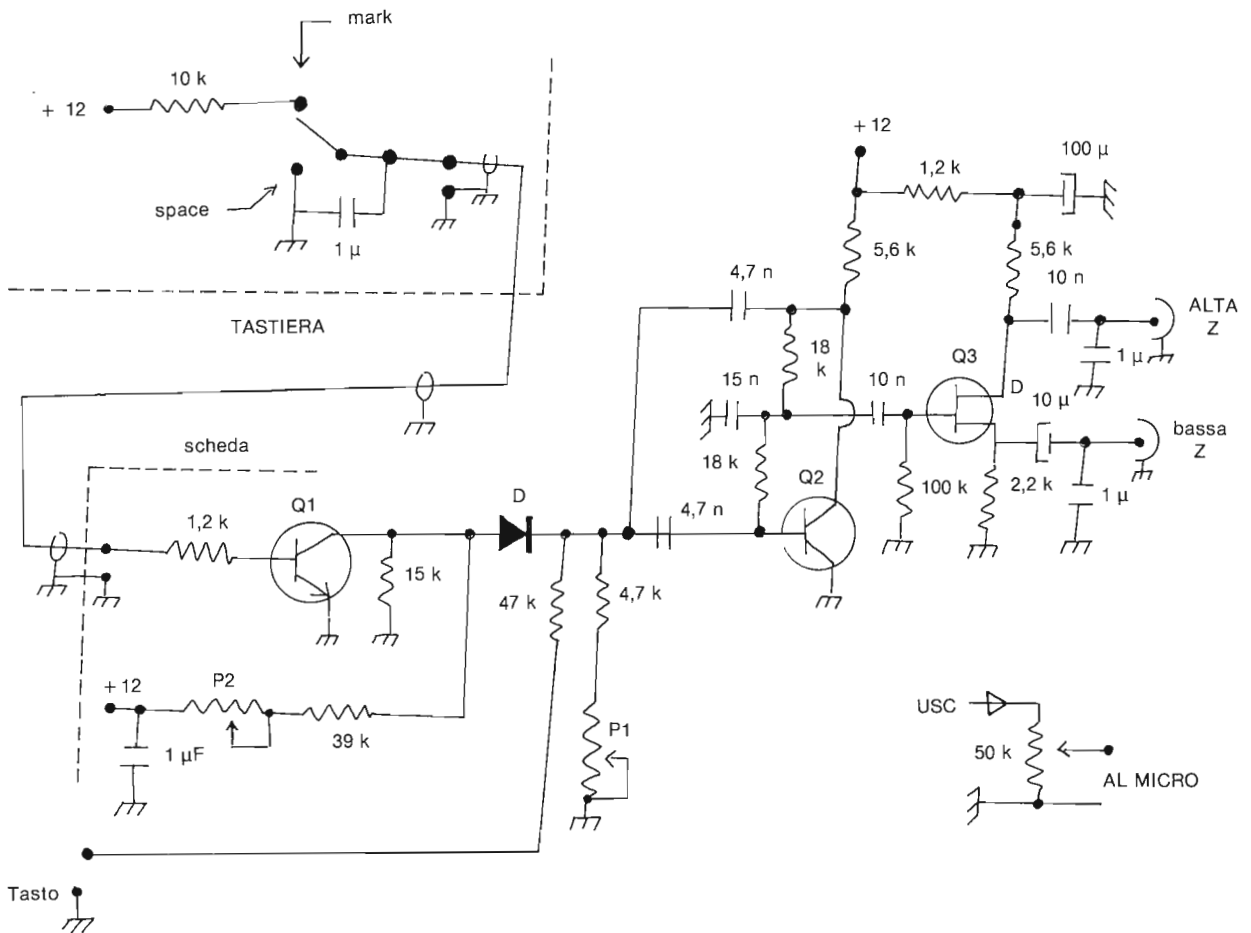 mark
10 k
+ 12
space
1 µ
TASTIERA
+ 12
1,2 k
100 µ
5,6 k
5,6 k
4,7 n
10 n
ALTA
Z
18
k
15 n
10 n
Q3
D
1 µ
10 µ
bassa
Z
scheda
18 k
Q2
100 k
2,2 k
1 µ
Q1
D
1,2 k
4,7 n
15 k
47 k
4,7 k
+ 12
P2
39 k
1 µF
P1
USC
50 k
AL MICRO
Tasto